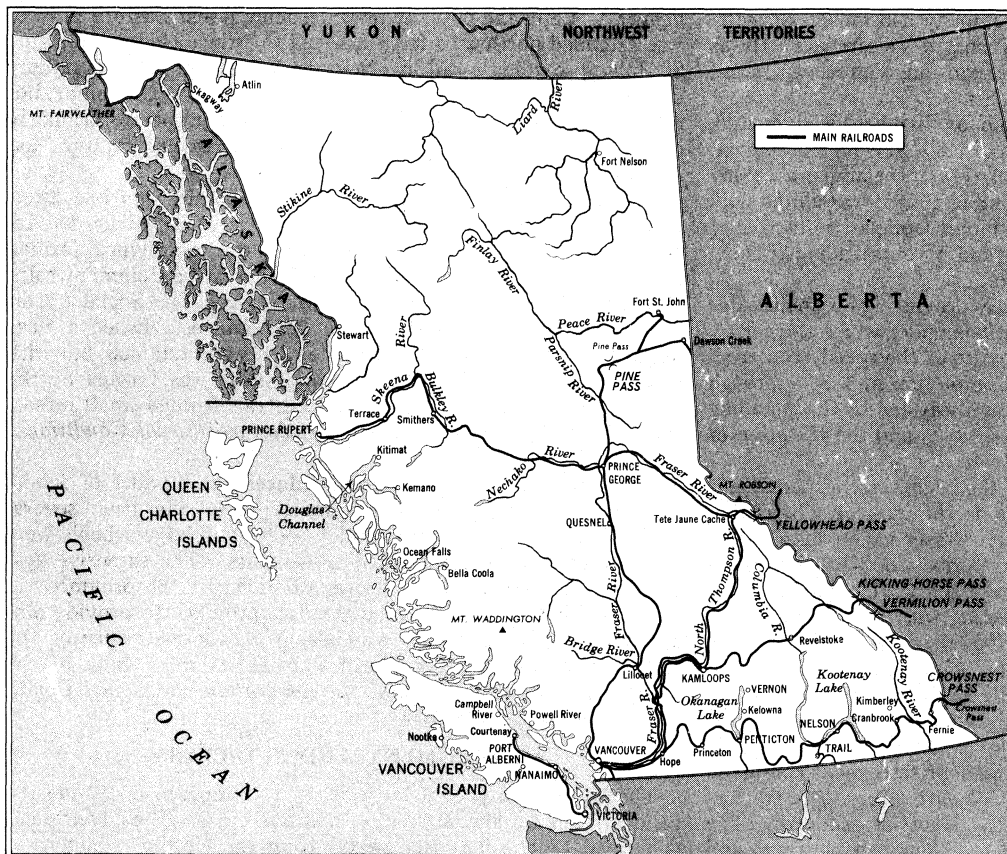 YUKON
NORTHWEST TERRITORIES
Skagway
Atlin
MT. FAIRWEATHER
ALASKA
Liard River
Fort Nelson
MAIN RAILROADS
Stikine River
Finlay River
ALBERTA
Fort St. John
Peace River
Pine Pass
Dawson Creek
PINE PASS
Parsnip River
Stewart
River
Skeena
Bulkley R.
Terrace
Smithers
PRINCE RUPERT
Kitimat
Kemano
Nechako River
PRINCE GEORGE
Fraser River
MT. ROBSON
Tete Jaune Cache
YELLOWHEAD PASS
QUEEN CHARLOTTE ISLANDS
Douglas Channel
QUESNEL
PACIFIC OCEAN
Ocean Falls
Bella Coola
Fraser River
North Thompson R.
Columbia R.
KICKING HORSE PASS
VERMILION PASS
MT. WADDINGTON
Bridge River
Lillooet
KAMLOOPS
Revelstoke
Kootenay River
CROWSNEST PASS
Crowsnest Pass
Okanagan Lake
VERNON
Kelowna
Kootenay Lake
Kimberley
Cranbrook
Fernie
NELSON
TRAIL
PENTICTON
Princeton
Hope
Fraser R.
VANCOUVER
Campbell River
Powell River
Courtenay
Nootka
PORT ALBERNI
NANAIMO
VANCOUVER ISLAND
VICTORIA